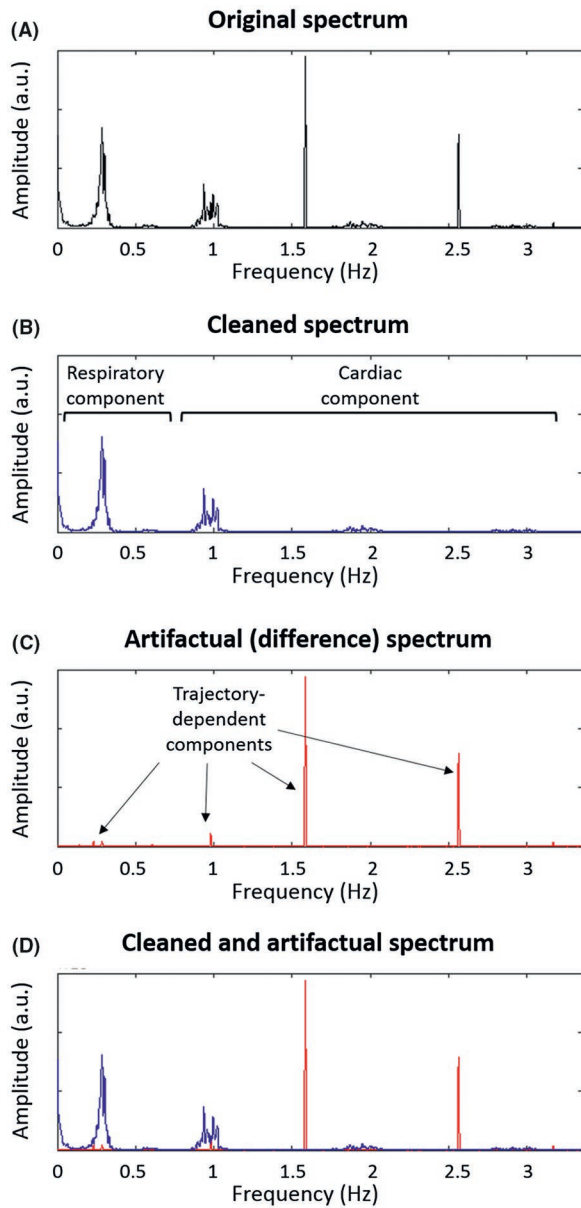 (A)
Original spectrum
Amplitude (a.u.)
0 0.5 1 1.5 2 2.5 3
Frequency (Hz)
(B)
Cleaned spectrum
Respiratory
component
Cardiac
component
Amplitude (a.u.)
0 0.5 1 1.5 2 2.5 3
Frequency (Hz)
(C)
Artifactual (difference) spectrum
Trajectory-
dependent
components
Amplitude (a.u.)
0 0.5 1 1.5 2 2.5 3
Frequency (Hz)
(D)
Cleaned and artifactual spectrum
Amplitude (a.u.)
0 0.5 1 1.5 2 2.5 3
Frequency (Hz)